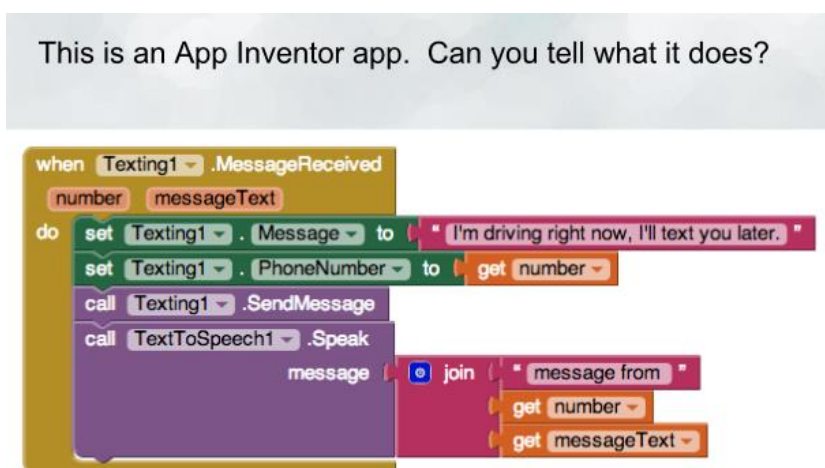 This is an App Inventor app. Can you tell what it does?
when Texting1 .MessageReceived
number messageText
do set Texting1 . Message to " I'm driving right now, I'll text you later. "
set Texting1 . PhoneNumber to get number
call Texting1 .SendMessage
call TextToSpeech1 .Speak
message join " message from "
get number
get messageText